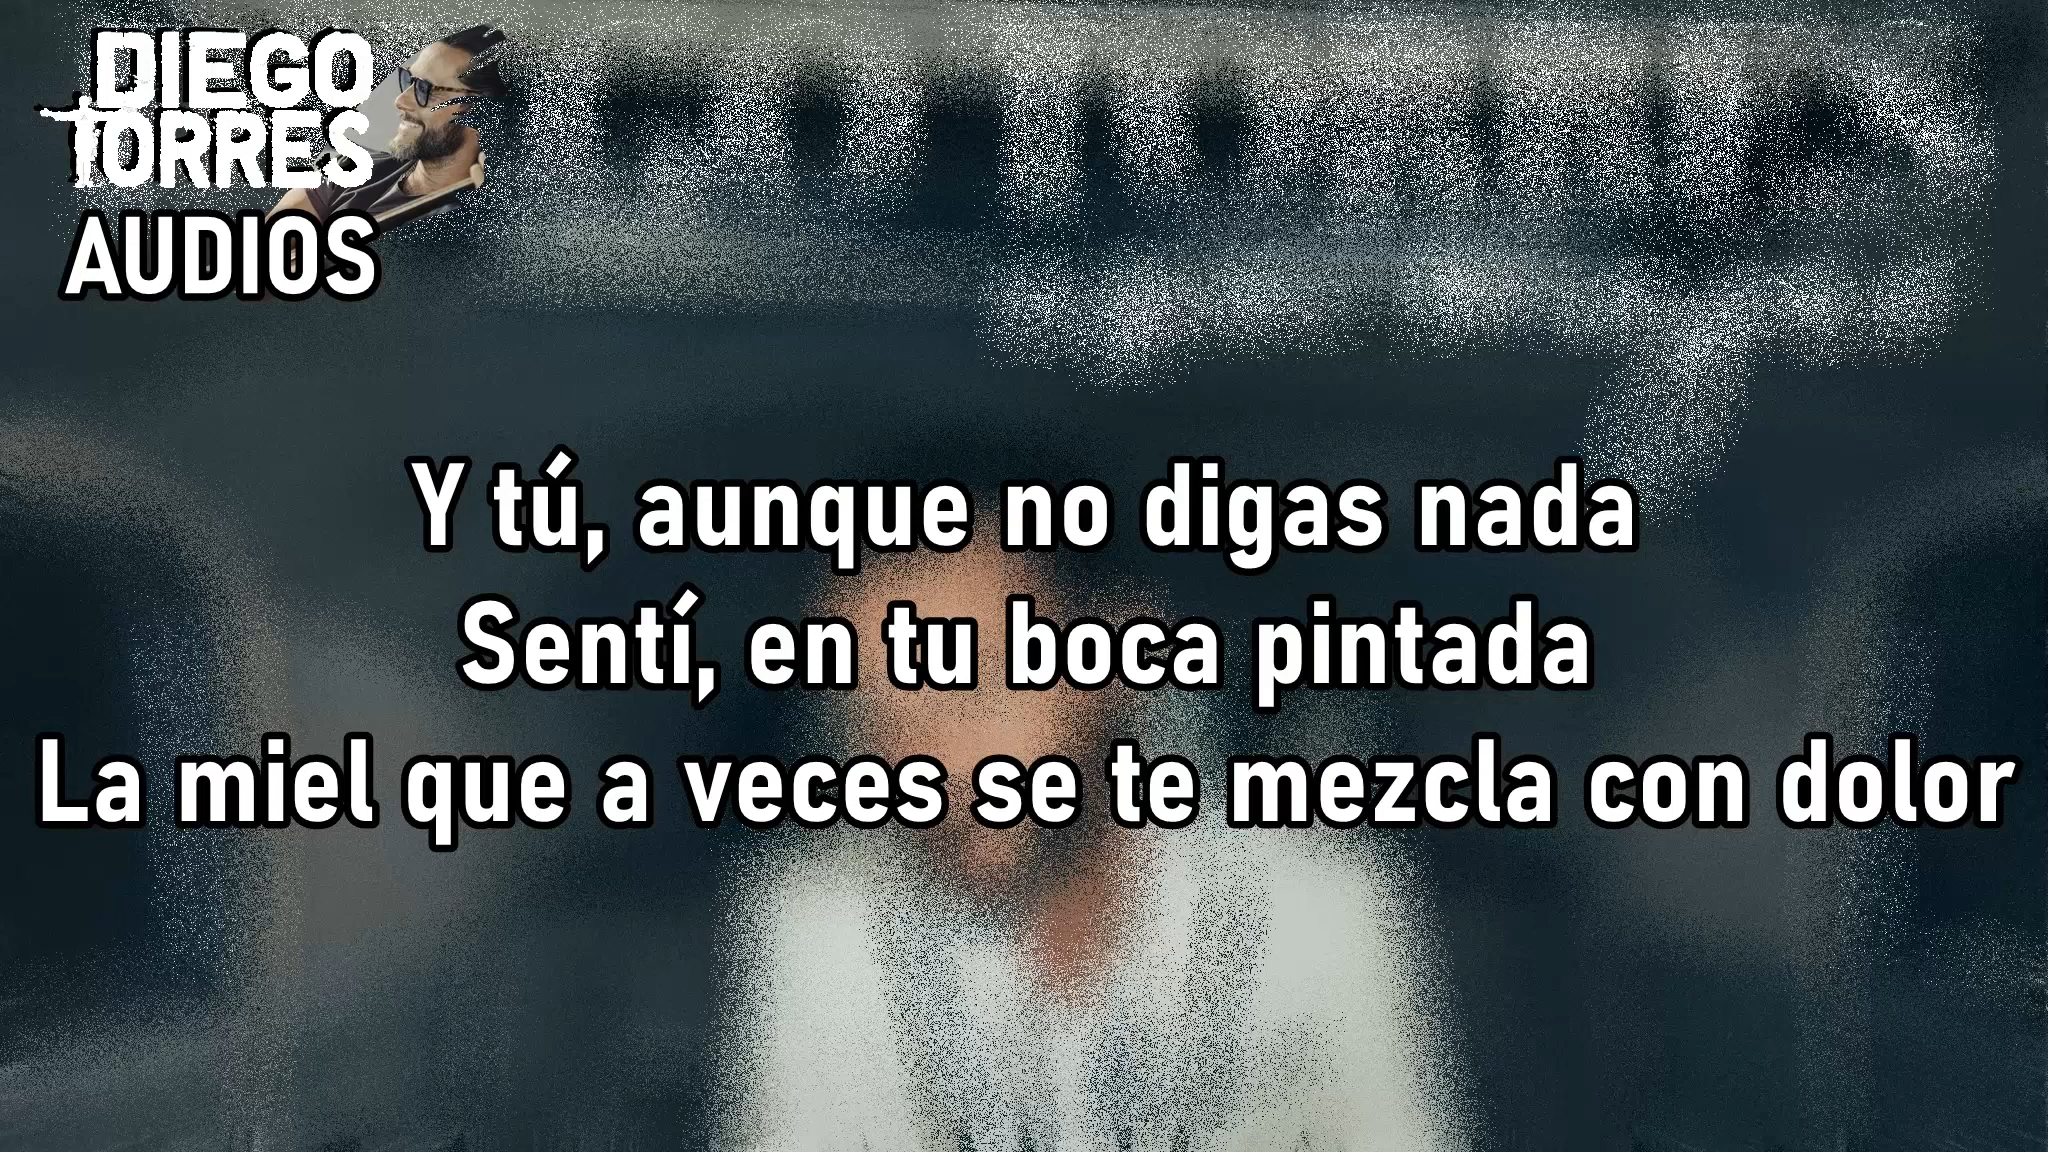 DIEGO
TORRES
AUDIOS
Y tú, aunque no digas nada
Sentí, en tu boca pintada
La miel que a veces se te mezcla con dolor